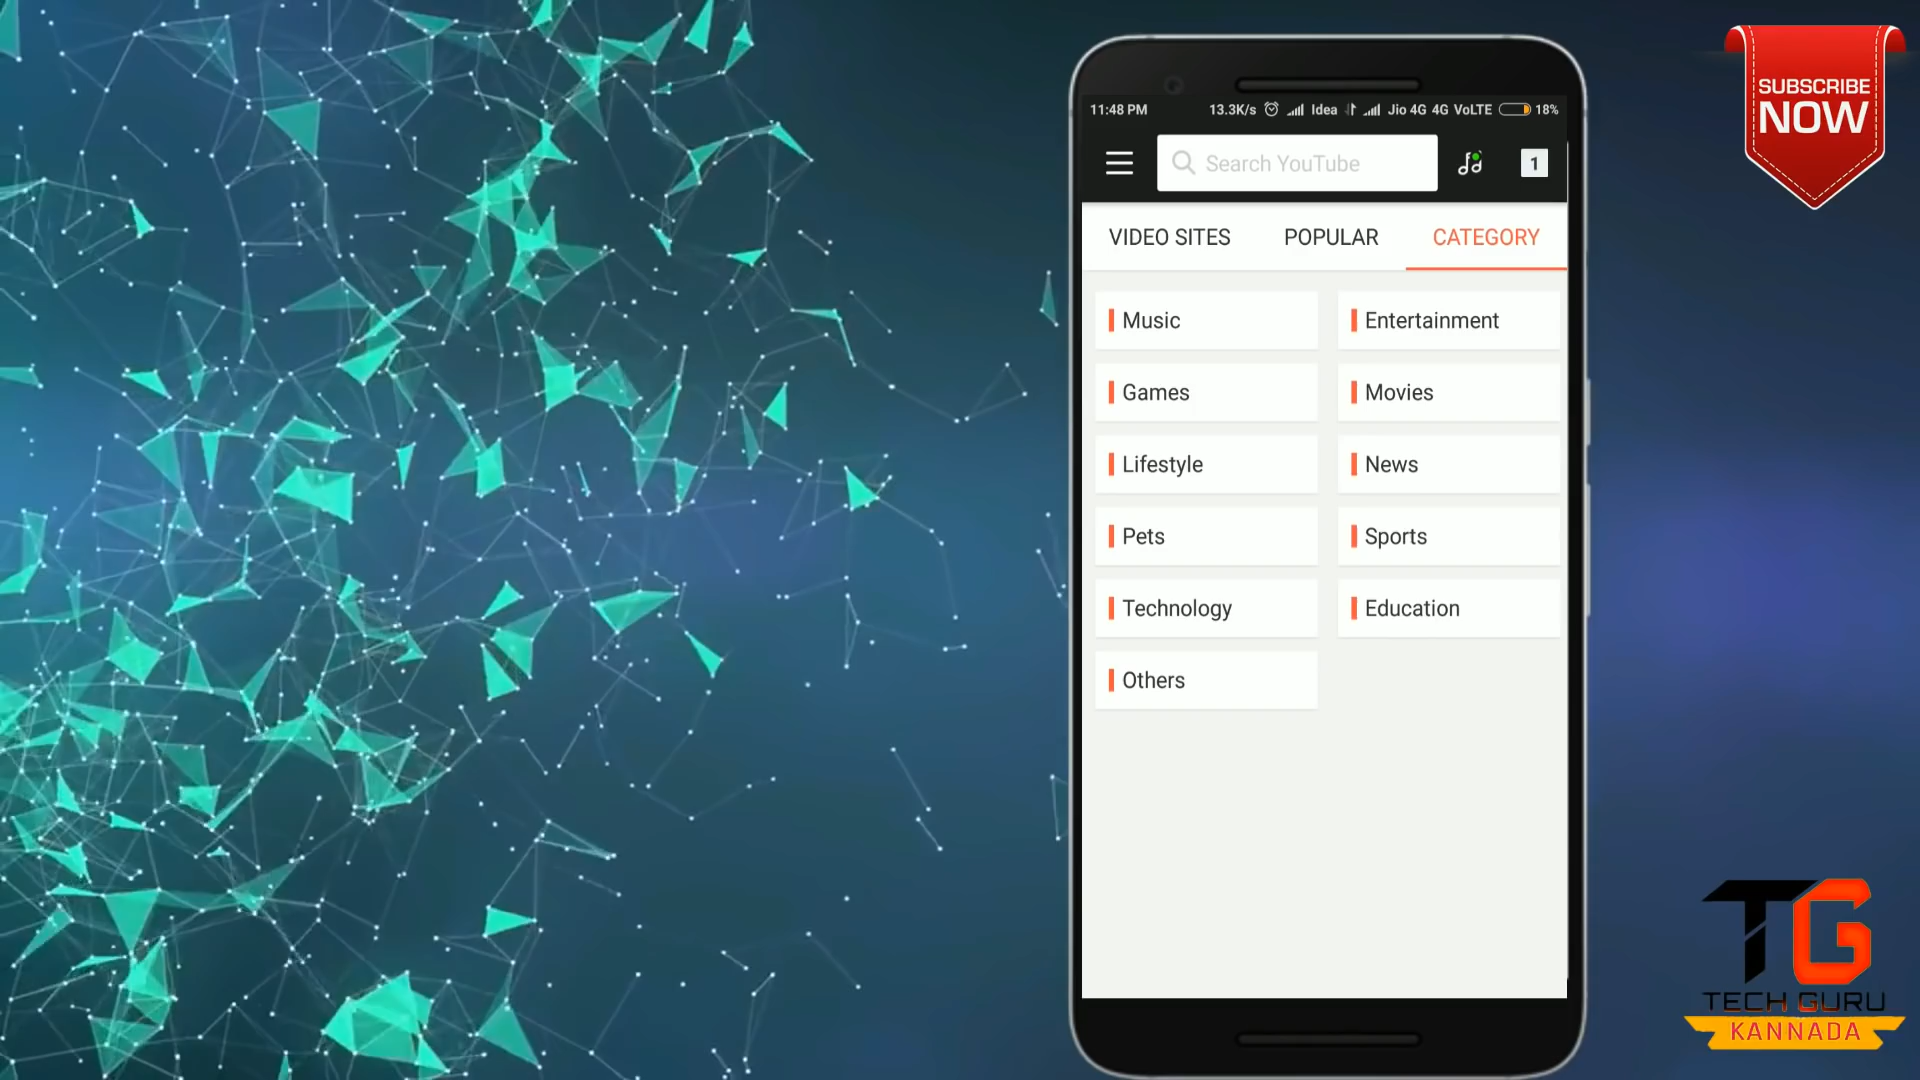 SUBSCRIBE
NOW
11:48 PM 13.3K/s Idea Jio 4G 4G VoLTE 18%
Search YouTube 1
VIDEO SITES POPULAR CATEGORY
Music Entertainment
Games Movies
Lifestyle News
Pets Sports
Technology Education
Others
TG
TECH GURU
KANNADA